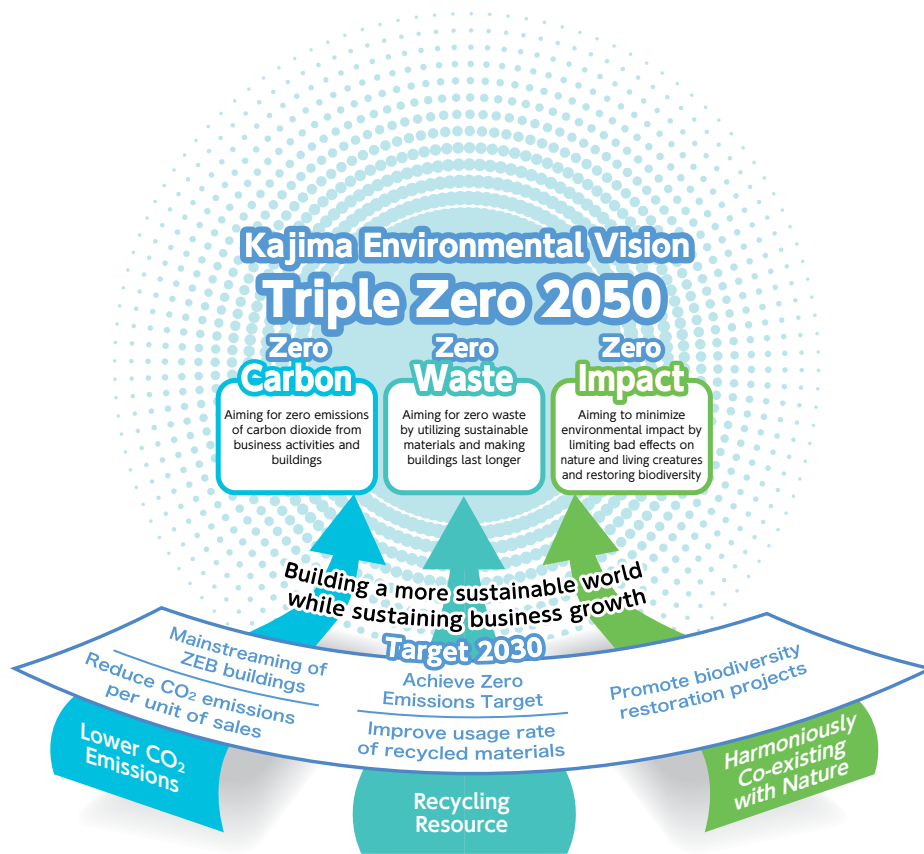 Kajima Environmental Vision
Triple Zero 2050
Zero
Carbon
Aiming for zero emissions
of carbon dioxide from
business activities and
buildings
Zero
Waste
Aiming for zero waste
by utilizing sustainable
materials and making
buildings last longer
Zero
Impact
Aiming to minimize
environmental impact by
limiting bad effects on
nature and living creatures
and restoring biodiversity
Building a more sustainable world
while sustaining business growth
Target 2030
Mainstreaming of
ZEB buildings
Reduce CO₂ emissions
per unit of sales
Achieve Zero
Emissions Target
Improve usage rate
of recycled materials
Promote biodiversity
restoration projects
Lower CO₂
Emissions
Recycling
Resource
Harmoniously
Co-existing
with Nature